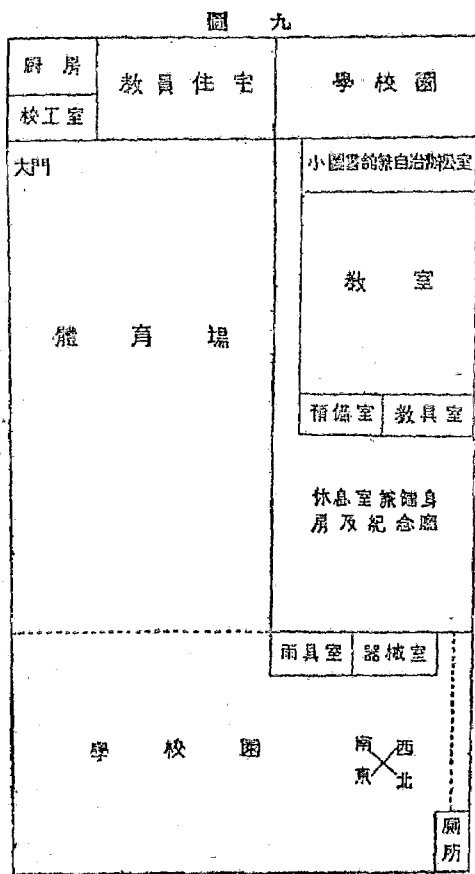 圖九
廚房
校工室
教員住宅
學校園
大門
小圖書館兼自治辦公室
教室
體育場
預備室
教具室
休息室兼健身
房及紀念廳
雨具室
器械室
學校園
南 西
東 北
厠所